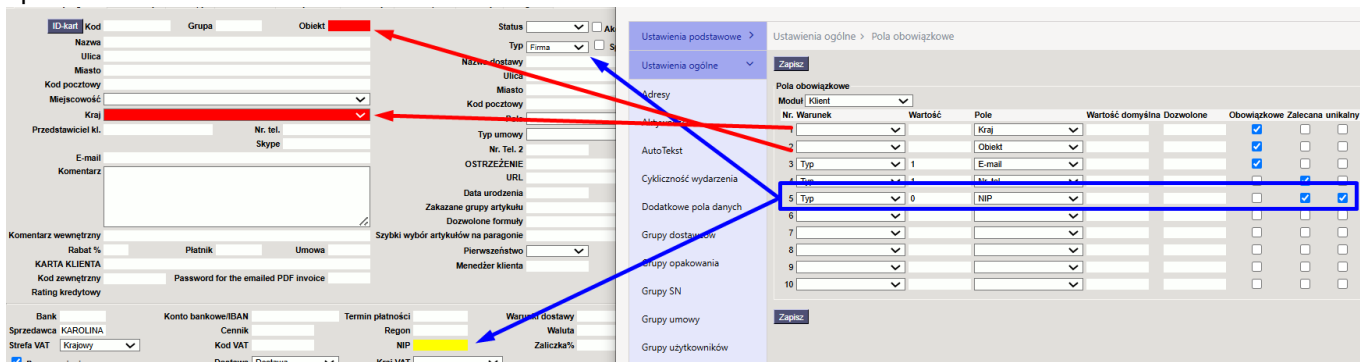 ID-kart Kod Grupa Obiekt
Nazwa
Ulica
Miasto
Kod pocztowy
Miejscowość
Kraj
Przedstawiciel kl. Nr. tel.
Skype
E-mail
Komentarz
Komentarz wewnętrzny
Rabat % Płatnik Umowa
KARTA KLIENTA
Kod zewnętrzny Password for the emailed PDF invoice
Rating kredytowy
Status
Typ Firma
Nazwa dostawy
Ulica
Miasto
Kod pocztowy
Typ umowy
Nr. Tel. 2
OSTRZEŻENIE
URL
Data urodzenia
Zakazane grupy artykułu
Dozwolone formuły
Szybki wybór artykułów na paragonie
Pierwszeństwo
Menedżer klienta
Bank Konto bankowe/IBAN Termin płatności Warunki dostawy
Sprzedawca KAROLINA Cennik Regon Waluta
Strefa VAT Krajowy Kod VAT NIP Zaliczka%
Dostawa Dostawa Kraj VAT
Ustawienia podstawowe >
Ustawienia ogólne
Adresy
AutoTekst
Cykliczność wydarzenia
Dodatkowe pola danych
Grupy dostawców
Grupy opakowania
Grupy SN
Grupy umowy
Grupy użytkowników
Ustawienia ogólne > Pola obowiązkowe
Zapisz
Pola obowiązkowe
Moduł Klient
Nr. Warunek Wartość Pole Wartość domyślna Dozwolone Obowiązkowe Zalecana unikalny
1 Kraj
2 Obiekt
3 Typ 1 E-mail
4 Typ 1 Nr. tel.
5 Typ 0 NIP
6
7
8
9
10
Zapisz